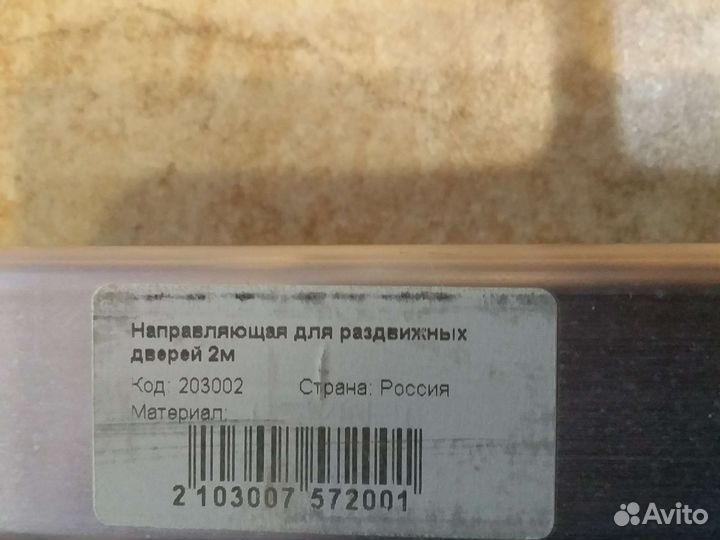 Направляющая для раздвижных
дверей 2м
Код: 203002 Страна: Россия
Материал:
2 103007 572001
Avito